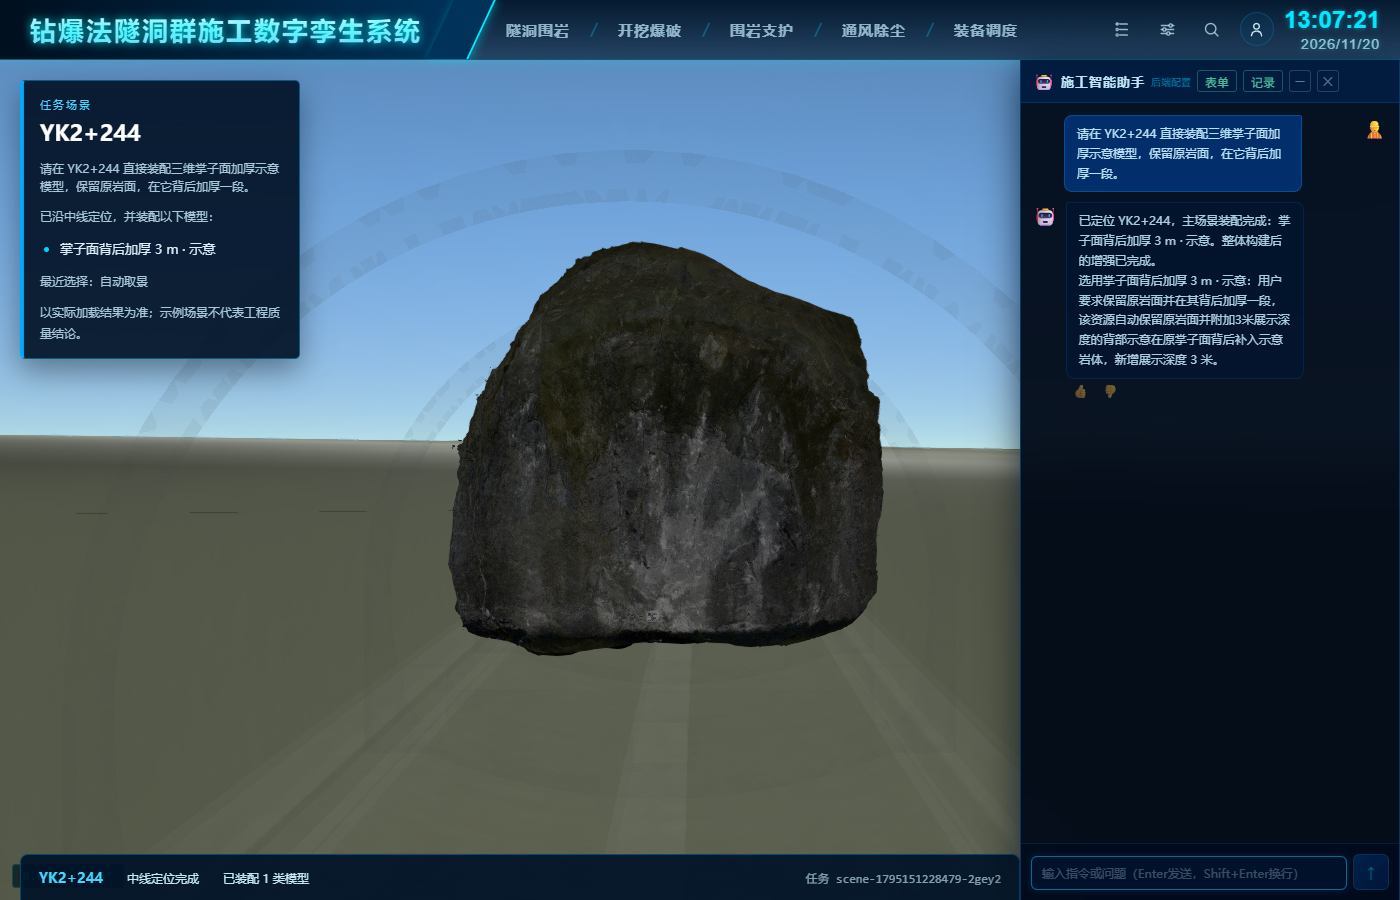 钻爆法隧洞群施工数字孪生系统
隧洞围岩 / 开挖爆破 / 围岩支护 / 通风除尘 / 装备调度
13:07:21
2026/11/20
任务场景
YK2+244
请在 YK2+244 直接装配三维掌子面加厚示意
模型，保留原岩面，在它背后加厚一段。
已沿中线定位，并装配以下模型：
掌子面背后加厚 3 m · 示意
最近选择：自动取景
以实际加载结果为准；示例场景不代表工程质
量结论。
施工智能助手 后端配置 表单 记录
请在 YK2+244 直接装配三维掌子面加
厚示意模型，保留原岩面，在它背后加
厚一段。
已定位 YK2+244，主场景装配完成：掌
子面背后加厚 3 m · 示意。整体构建后
的增强已完成。
选用掌子面背后加厚 3 m · 示意：用户
要求保留原岩面并在其背后加厚一段，
该资源自动保留原岩面并附加3米展示深
度的背部示意在原掌子面背后补入示意
岩体，新增展示深度 3 米。
YK2+244 中线定位完成 已装配 1 类模型
任务 scene-1795151228479-2gey2
输入指令或问题（Enter发送，Shift+Enter换行）